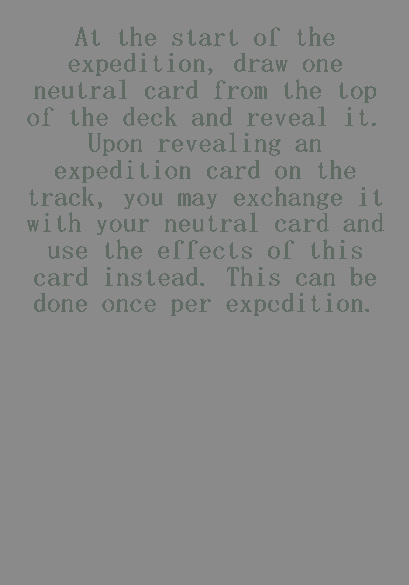 At the start of the
expedition, draw one
neutral card from the top
of the deck and reveal it.
Upon revealing an
expedition card on the
track, you may exchange it
with your neutral card and
use the effects of this
card instead. This can be
done once per expedition.